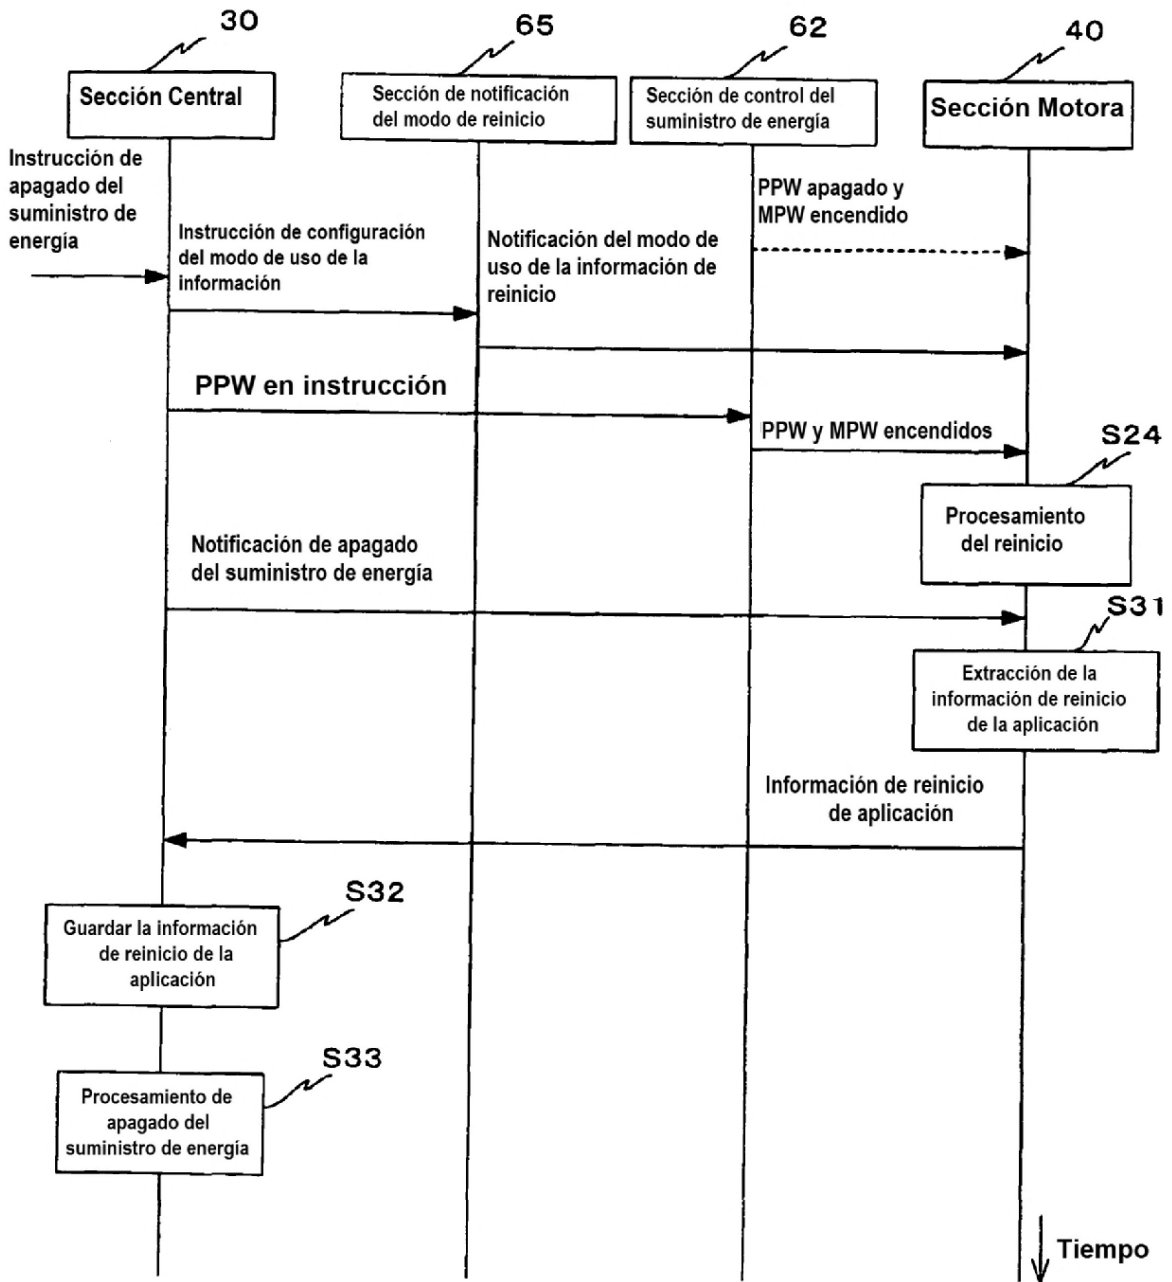 30
65
62
40
Sección Central
Sección de notificación
del modo de reinicio
Sección de control del
suministro de energía
Sección Motora
Instrucción de
apagado del
suministro de
energía
PPW apagado y
MPW encendido
Instrucción de configuración
del modo de uso de la
información
Notificación del modo de
uso de la información de
reinicio
PPW en instrucción
PPW y MPW encendidos
S24
Procesamiento
del reinicio
Notificación de apagado
del suministro de energía
S31
Extracción de la
información de reinicio
de la aplicación
Información de reinicio
de aplicación
S32
Guardar la información
de reinicio de la
aplicación
S33
Procesamiento de
apagado del
suministro de energía
Tiempo